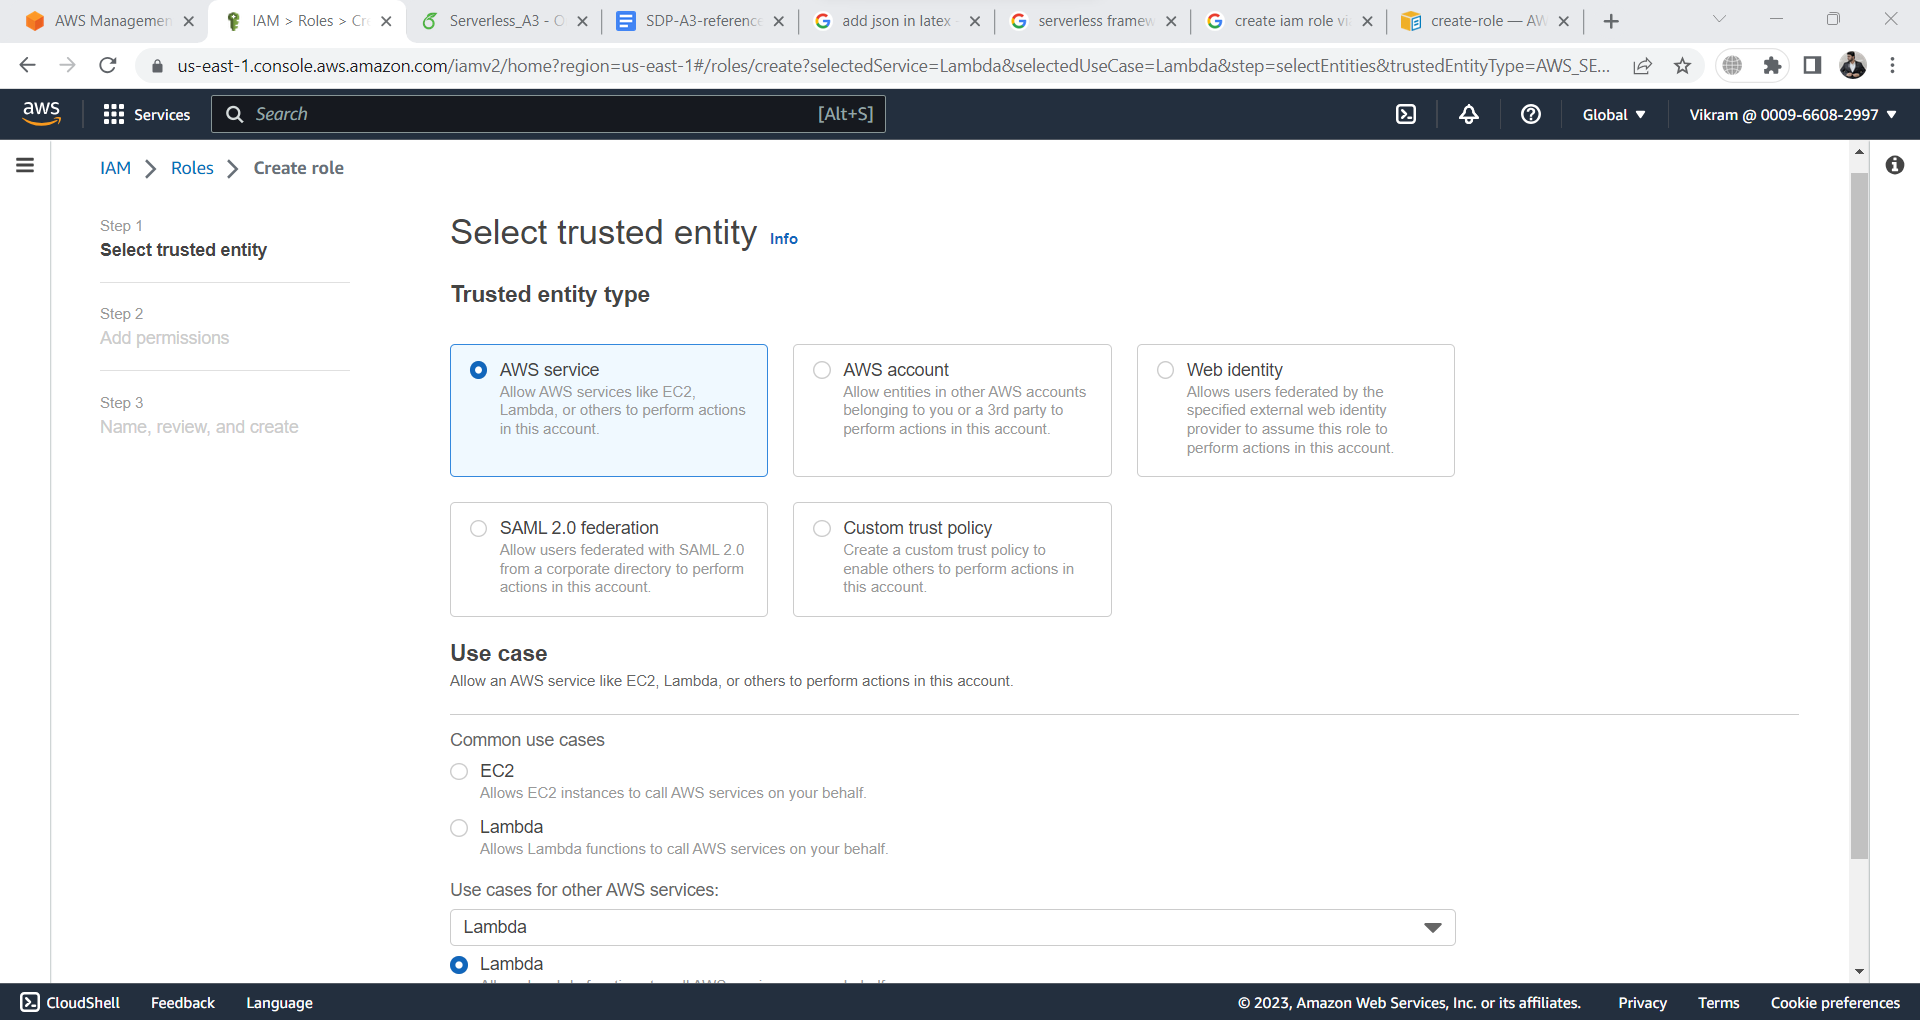 AWS Managemen
IAM > Roles > Cr
Serverless_A3 - O
SDP-A3-reference
add json in latex
serverless framew
create iam role vi
create-role — AW
us-east-1.console.aws.amazon.com/iamv2/home?region=us-east-1#/roles/create?selectedService=Lambda&selectedUseCase=Lambda&step=selectEntities&trustedEntityType=AWS_SE...
aws
Services
Search
[Alt+S]
Global
Vikram @ 0009-6608-2997
IAM
Roles
Create role
Step 1
Select trusted entity
Step 2
Add permissions
Step 3
Name, review, and create
Select trusted entity Info
Trusted entity type
AWS service
Allow AWS services like EC2,
Lambda, or others to perform actions
in this account.
AWS account
Allow entities in other AWS accounts
belonging to you or a 3rd party to
perform actions in this account.
Web identity
Allows users federated by the
specified external web identity
provider to assume this role to
perform actions in this account.
SAML 2.0 federation
Allow users federated with SAML 2.0
from a corporate directory to perform
actions in this account.
Custom trust policy
Create a custom trust policy to
enable others to perform actions in
this account.
Use case
Allow an AWS service like EC2, Lambda, or others to perform actions in this account.
Common use cases
EC2
Allows EC2 instances to call AWS services on your behalf.
Lambda
Allows Lambda functions to call AWS services on your behalf.
Use cases for other AWS services:
Lambda
Lambda
CloudShell
Feedback
Language
© 2023, Amazon Web Services, Inc. or its affiliates.
Privacy
Terms
Cookie preferences